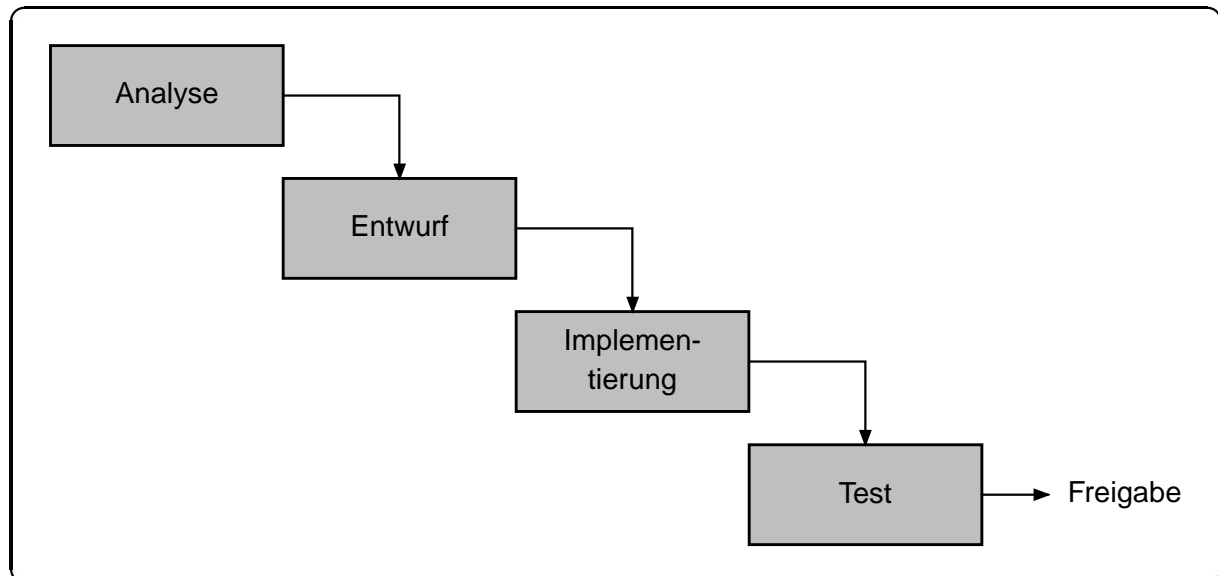 Analyse
Entwurf
Implemen-
tierung
Test
Freigabe